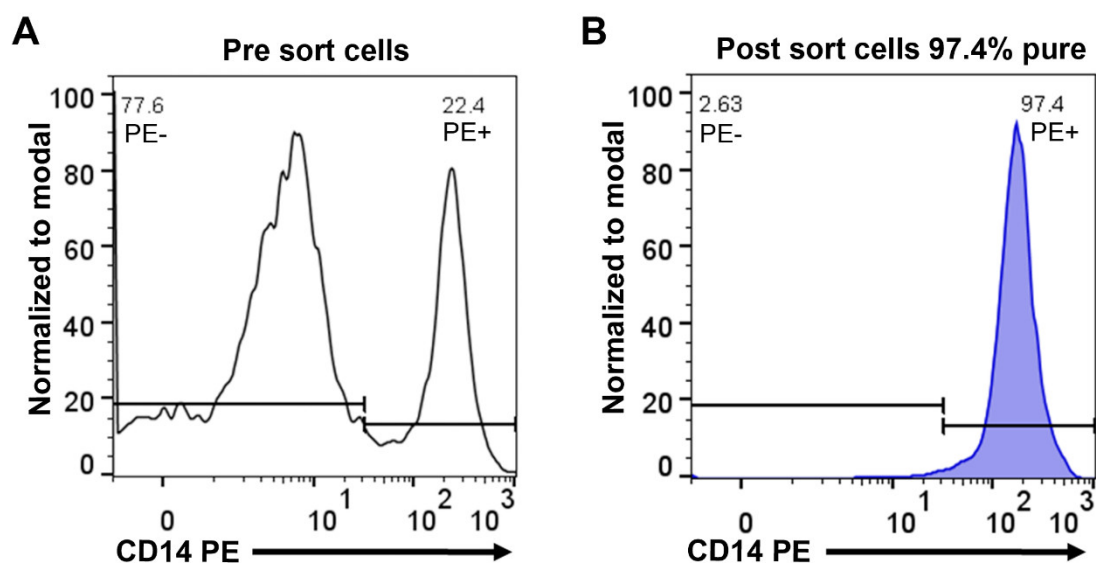 A
Pre sort cells
Normalized to modal
100
80
60
40
20
0
77.6
PE-
22.4
PE+
0
10 1
10 2
10 3
CD14 PE
B
Post sort cells 97.4% pure
Normalized to modal
100
80
60
40
20
0
2.63
PE-
97.4
PE+
0
10 1
10 2
10 3
CD14 PE